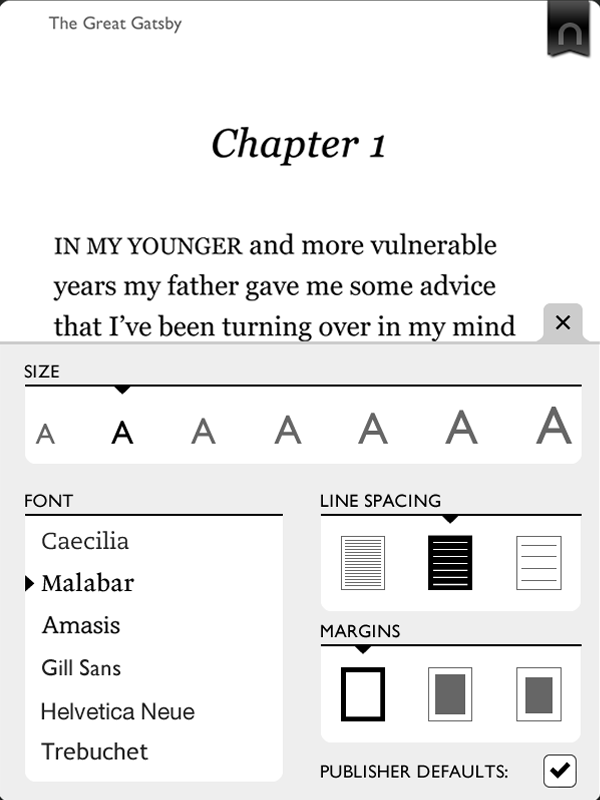 The Great Gatsby
Chapter 1
IN MY YOUNGER and more vulnerable
years my father gave me some advice
that I've been turning over in my mind
SIZE
A A A A A A A
FONT
Caecilia
Malabar
Amasis
Gill Sans
Helvetica Neue
Trebuchet
LINE SPACING
MARGINS
PUBLISHER DEFAULTS: